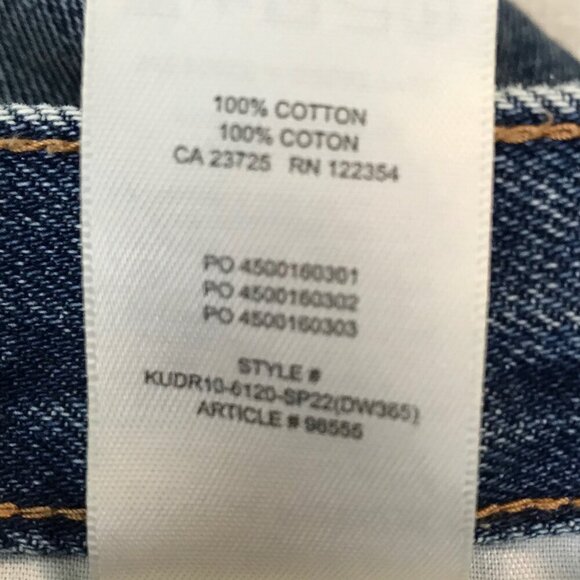 100% COTTON
100% COTON
CA 23725 RN 122354
PO 4500160301
PO 4500160302
PO 4500160303
STYLE #
KUDR10-6120-SP22(DW365)
ARTICLE # 96556